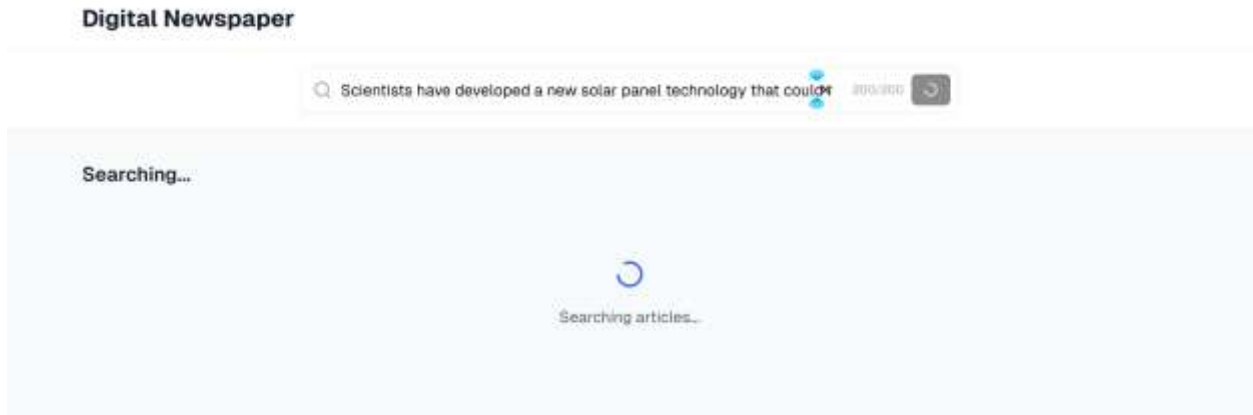 Digital Newspaper
Scientists have developed a new solar panel technology that could
Searching...
Searching articles...